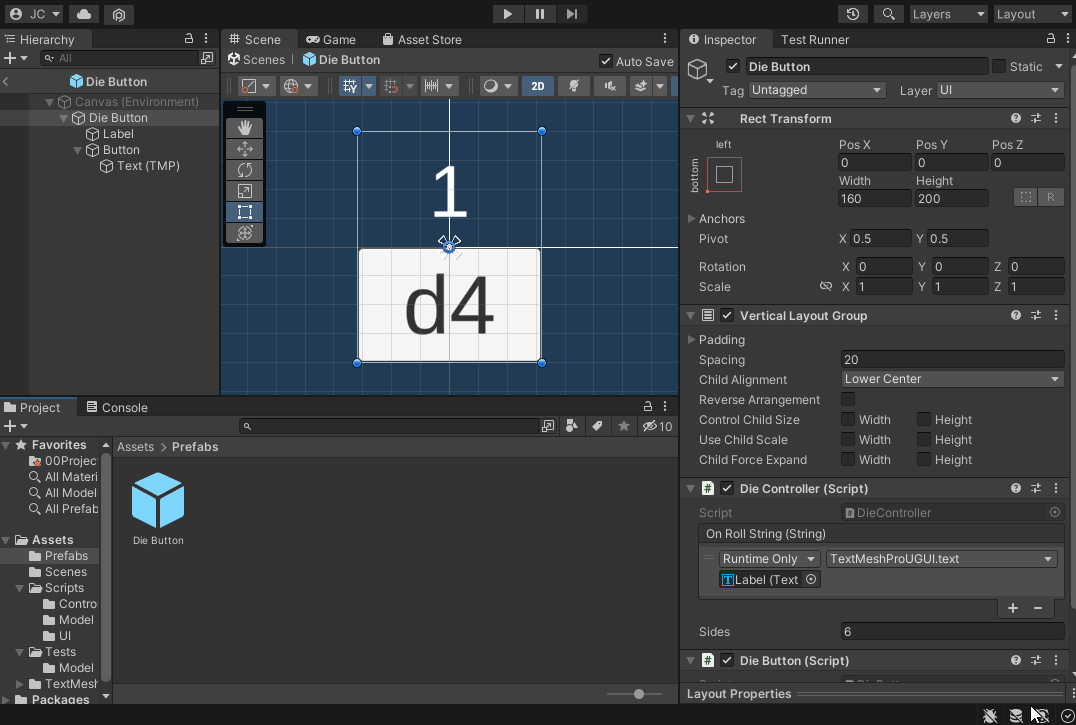 JC
Layers
Layout
Hierarchy
All
Die Button
Canvas (Environment)
Die Button
Label
Button
Text (TMP)
Scene
Game
Asset Store
Scenes
Die Button
Auto Save
2D
1
d4
Inspector
Test Runner
Die Button
Static
Tag
Untagged
Layer
UI
Rect Transform
left
bottom
Pos X
Pos Y
Pos Z
0
0
0
Width
Height
160
200
R
Anchors
Pivot
X 0.5
Y 0.5
Rotation
X 0
Y 0
Z 0
Scale
X 1
Y 1
Z 1
Vertical Layout Group
Padding
Spacing
20
Child Alignment
Lower Center
Reverse Arrangement
Control Child Size
Width
Height
Use Child Scale
Width
Height
Child Force Expand
Width
Height
# Die Controller (Script)
Script
DieController
On Roll String (String)
Runtime Only
TextMeshProUGUI.text
Label (Text
Sides
6
# Die Button (Script)
Layout Properties
Project
Console
10
Favorites
00Projec
All Materi
All Model
All Prefab
Assets
Prefabs
Scenes
Scripts
Contro
Model
UI
Tests
Model
TextMesh
Packages
Assets > Prefabs
Die Button